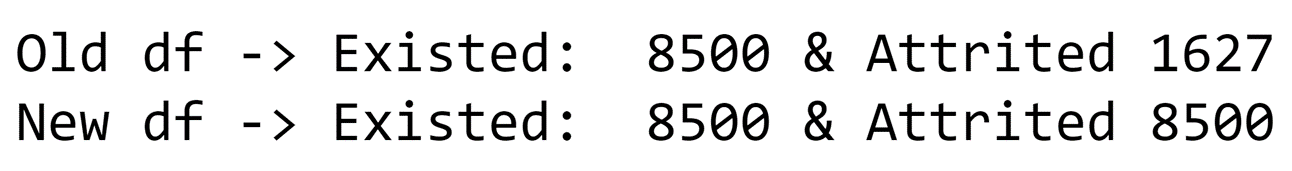 Old df -> Existed:  8500 & Attrited 1627
New df -> Existed:  8500 & Attrited 8500